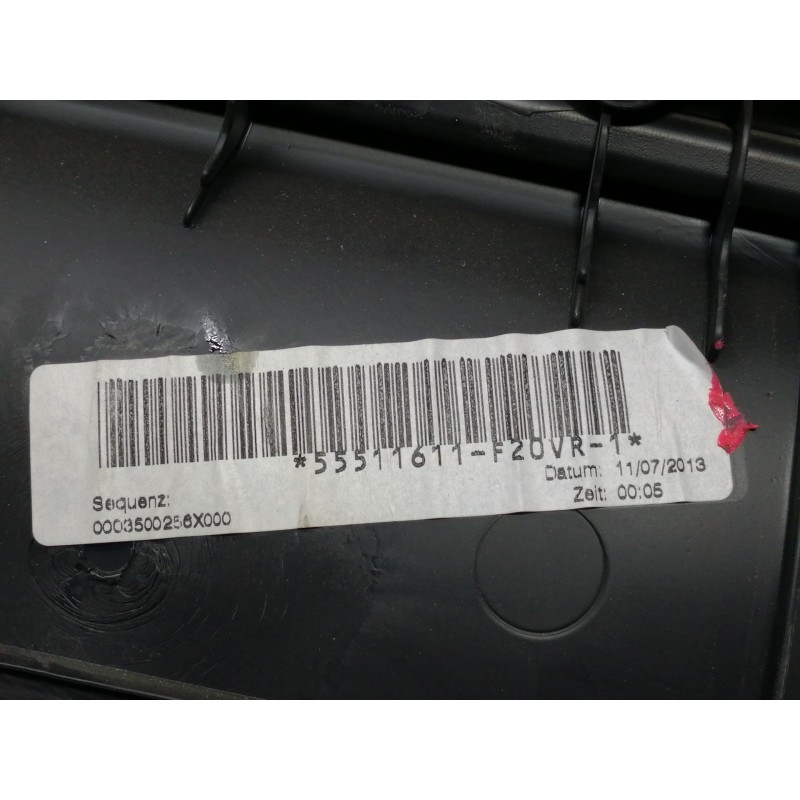 *55511611-F20VR-1*
Datum: 11/07/2013
Zeit: 00:05
Sequenz:
0003500256X000